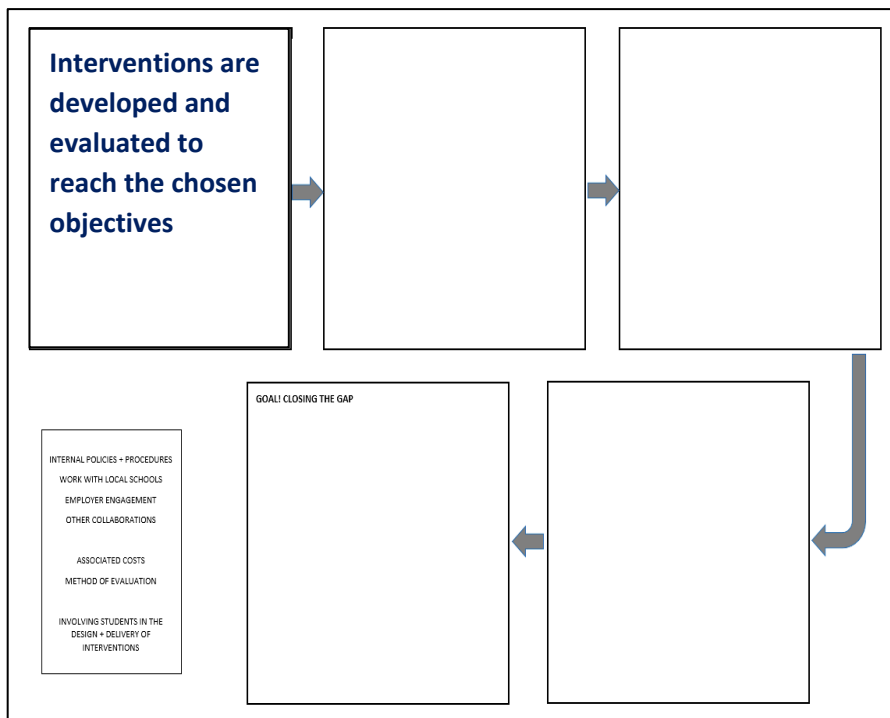 Interventions are
developed and
evaluated to
reach the chosen
objectives
GOAL! CLOSING THE GAP
INTERNAL POLICIES + PROCEDURES
WORK WITH LOCAL SCHOOLS
EMPLOYER ENGAGEMENT
OTHER COLLABORATIONS
ASSOCIATED COSTS
METHOD OF EVALUATION
INVOLVING STUDENTS IN THE
DESIGN + DELIVERY OF
INTERVENTIONS